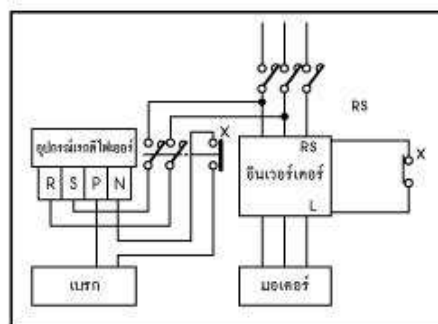 RS
X
อุปกรณ์เรคติไฟเออร์
R S P N
RS
อินเวอร์เตอร์
X
L
เบรก
มอเตอร์